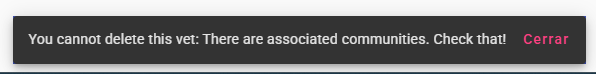 You cannot delete this vet: There are associated communities. Check that! Cerrar